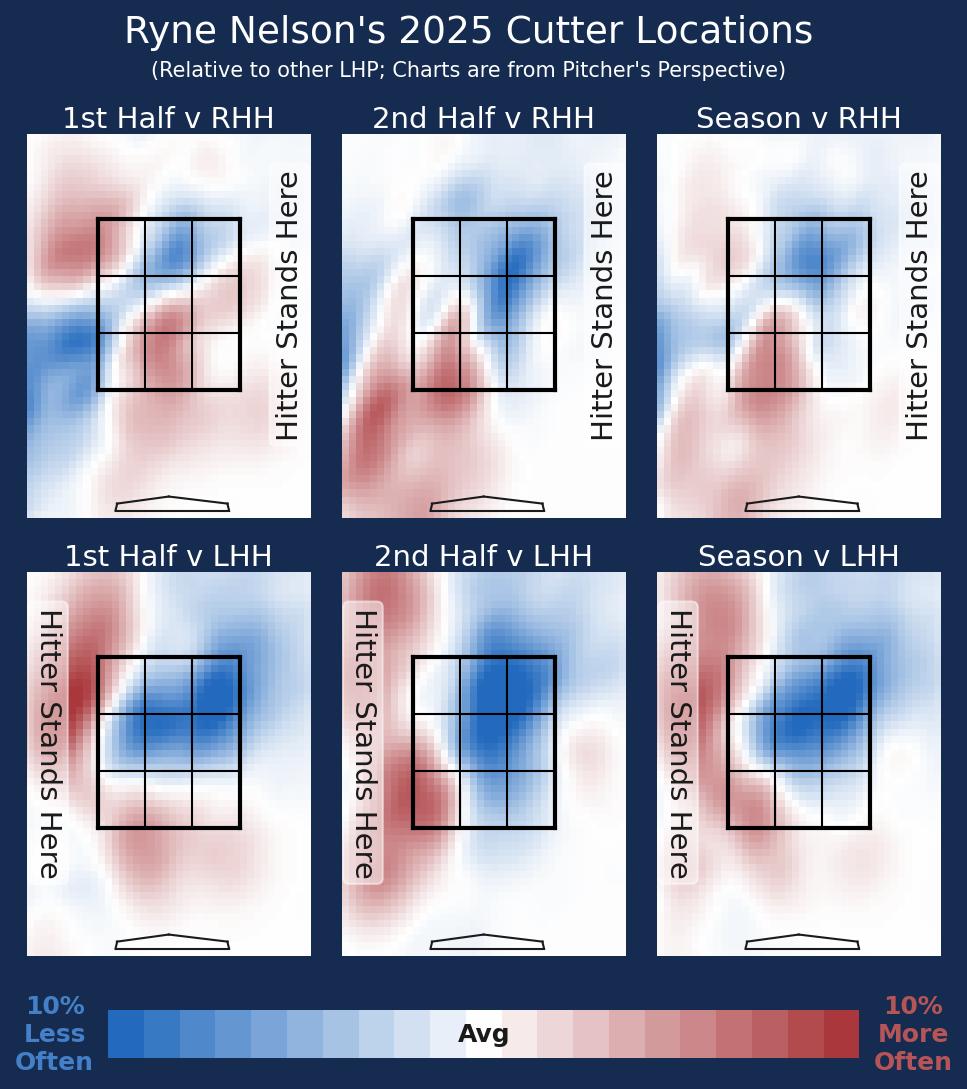 Ryne Nelson's 2025 Cutter Locations
(Relative to other LHP; Charts are from Pitcher's Perspective)
1st Half v RHH
2nd Half v RHH
Season v RHH
Hitter Stands Here
Hitter Stands Here
Hitter Stands Here
1st Half v LHH
2nd Half v LHH
Season v LHH
Hitter Stands Here
Hitter Stands Here
Hitter Stands Here
10%
Less
Often
Avg
10%
More
Often